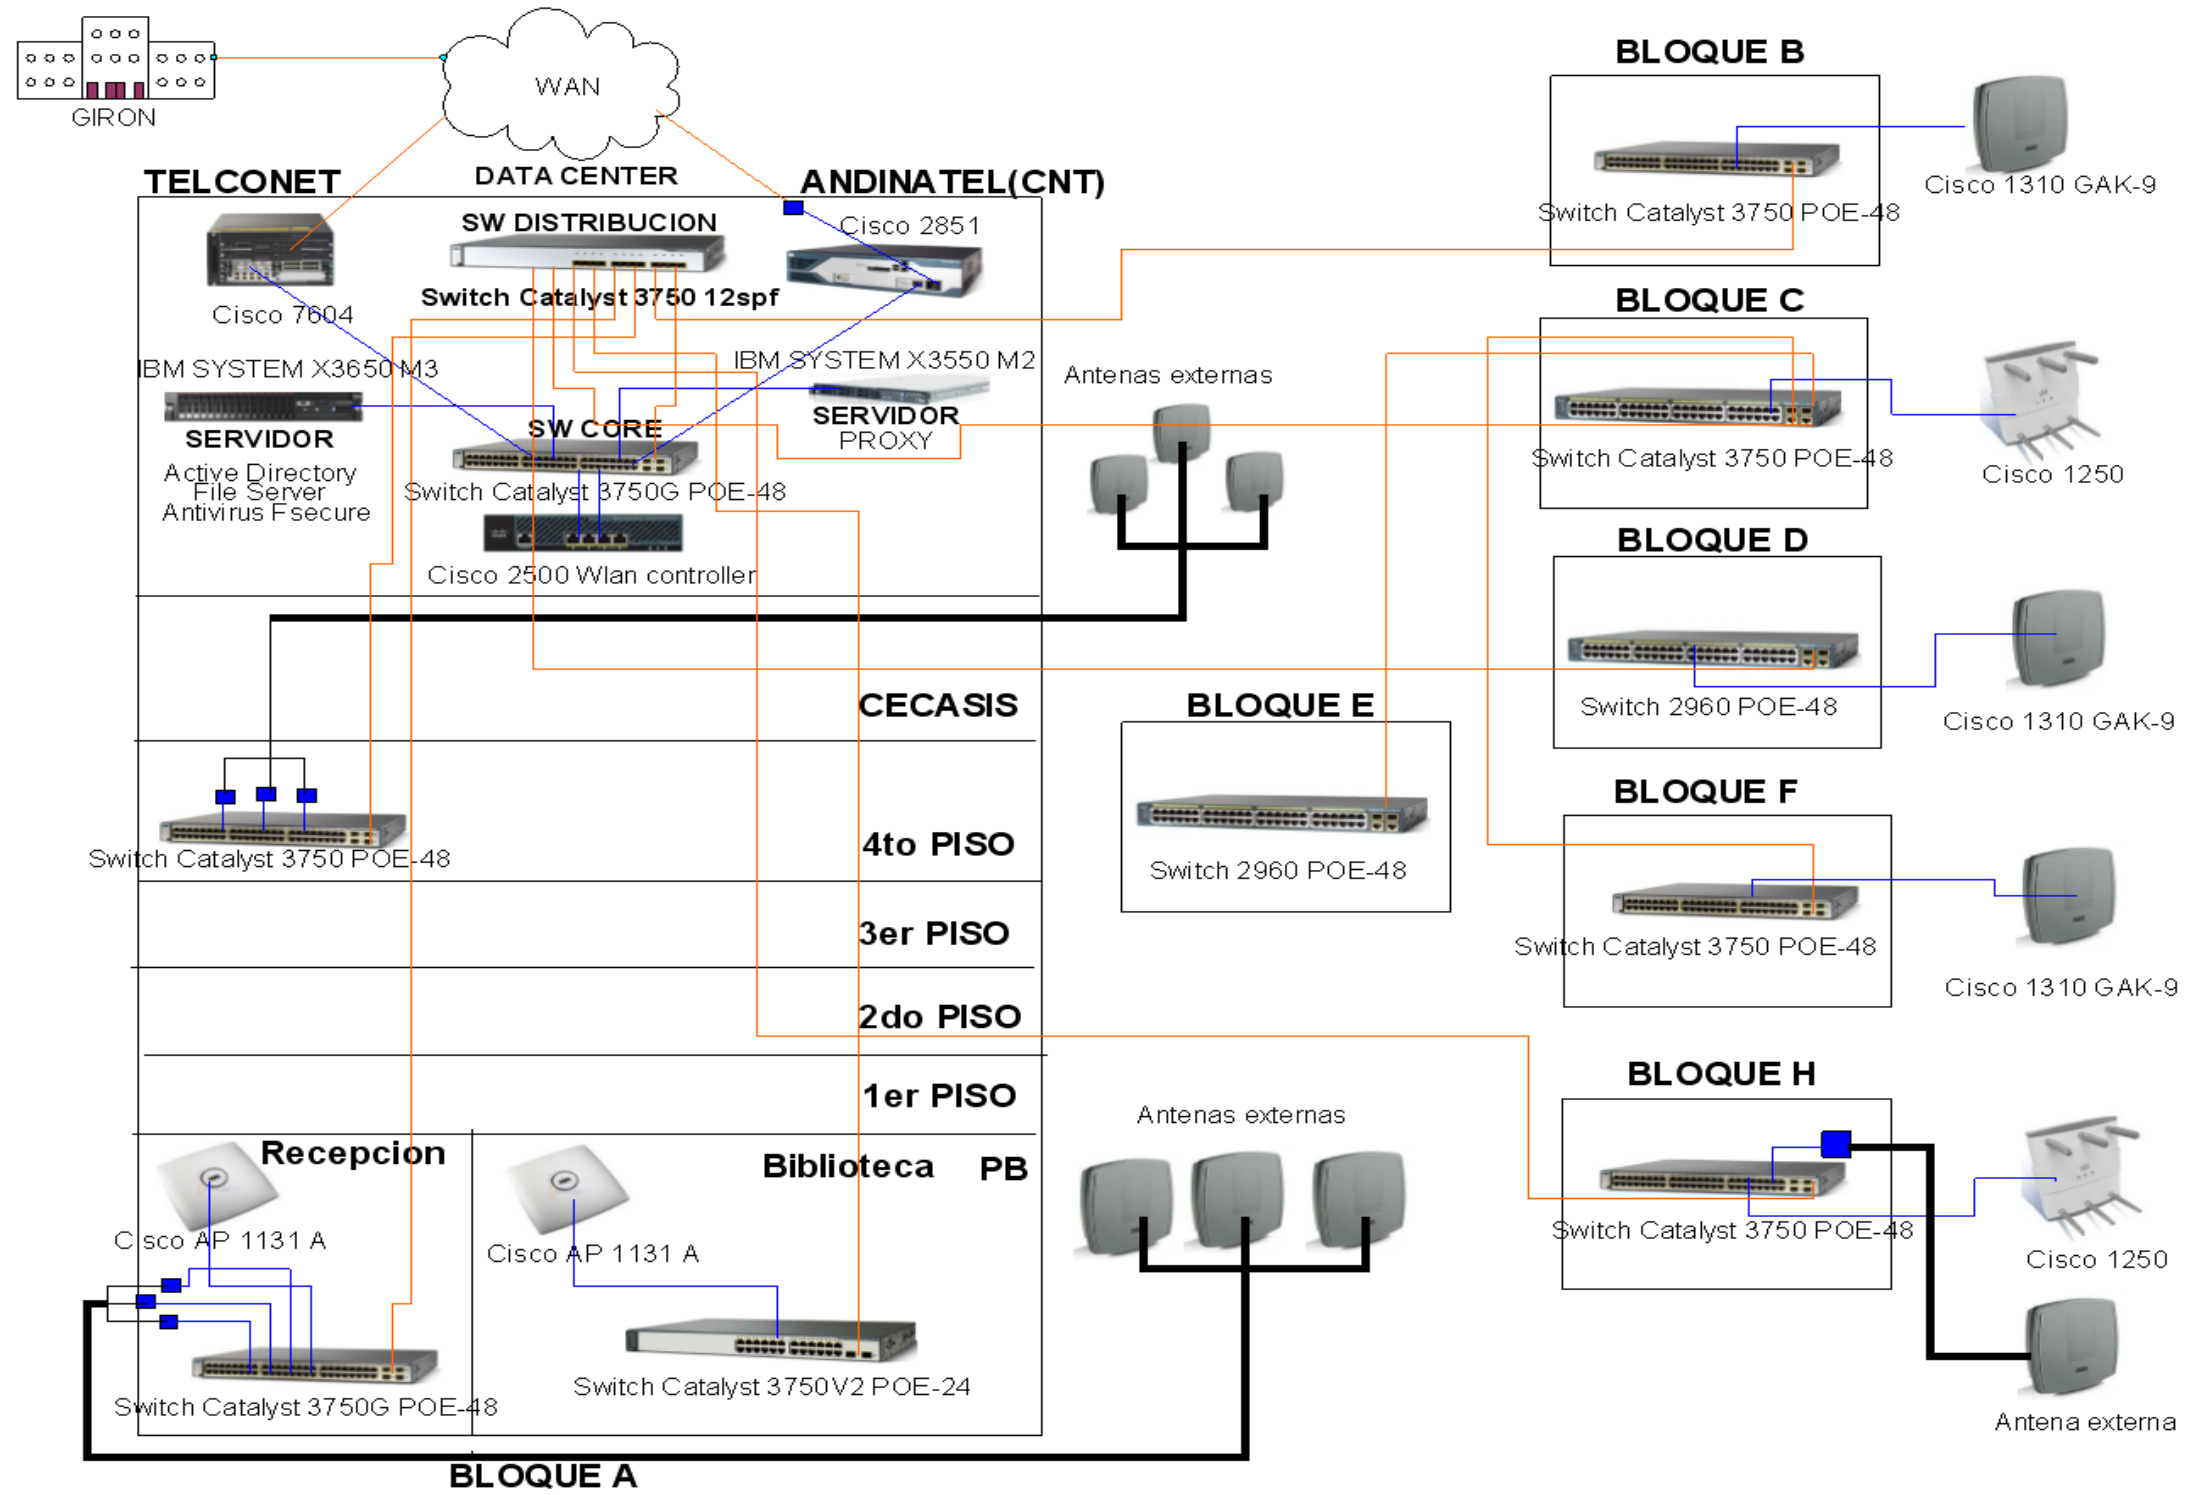 GIRON
WAN
TELCONET
DATA CENTER
ANDINATEL(CNT)
SW DISTRIBUCION
Cisco 2851
Switch Catalyst 3750 12spf
Cisco 7604
IBM SYSTEM X3650 M3
IBM SYSTEM X3550 M2
SERVIDOR
PROXY
SERVIDOR
Active Directory
File Server
Antivirus Fsecure
SW CORE
Switch Catalyst 3750G POE-48
Cisco 2500 Wlan controller
Antenas externas
CECASIS
4to PISO
Switch Catalyst 3750 POE-48
3er PISO
2do PISO
1er PISO
Recepcion
Biblioteca
PB
Cisco AP 1131 A
Cisco AP 1131 A
Switch Catalyst 3750G POE-48
Switch Catalyst 3750V2 POE-24
BLOQUE A
Antenas externas
BLOQUE B
Switch Catalyst 3750 POE-48
Cisco 1310 GAK-9
BLOQUE C
Switch Catalyst 3750 POE-48
Cisco 1250
BLOQUE D
Switch 2960 POE-48
Cisco 1310 GAK-9
BLOQUE E
Switch 2960 POE-48
BLOQUE F
Switch Catalyst 3750 POE-48
Cisco 1310 GAK-9
BLOQUE H
Switch Catalyst 3750 POE-48
Cisco 1250
Antena externa